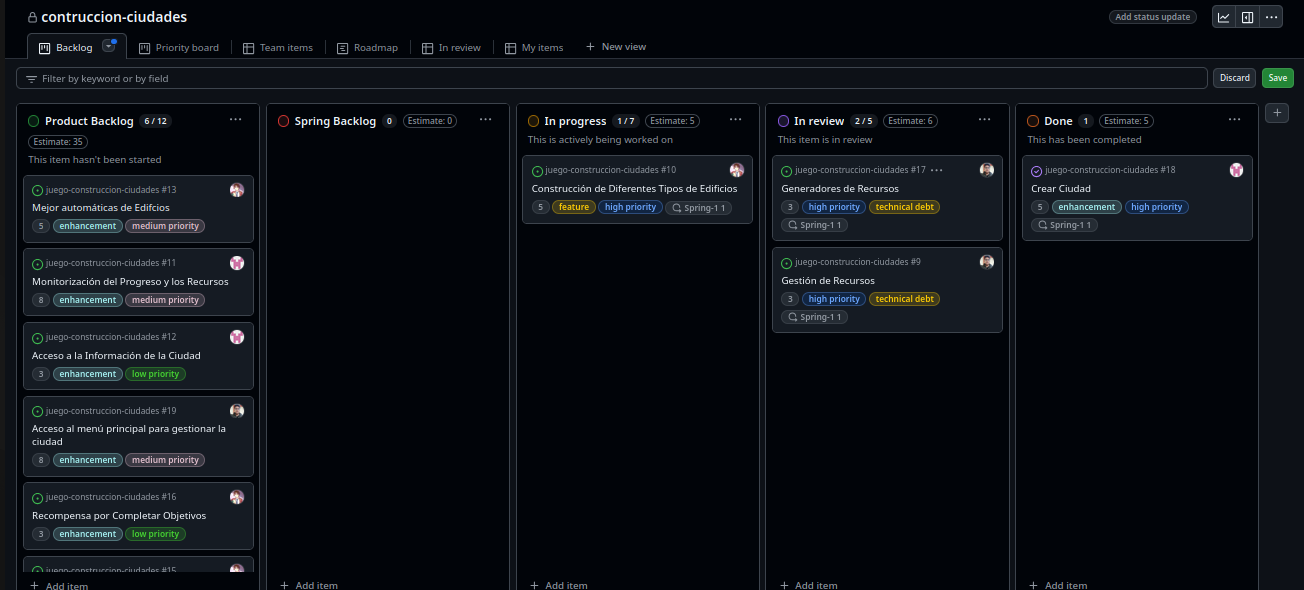 contruccion-ciudades
Add status update
Backlog
Priority board
Team items
Roadmap
In review
My items
+ New view
Filter by keyword or by field
Discard
Save
Product Backlog 6 / 12
Estimate: 35
This item hasn't been started
juego-construccion-ciudades #13
Mejor automáticas de Edifcios
5 enhancement medium priority
juego-construccion-ciudades #11
Monitorización del Progreso y los Recursos
8 enhancement medium priority
juego-construccion-ciudades #12
Acceso a la Información de la Ciudad
3 enhancement low priority
juego-construccion-ciudades #19
Acceso al menú principal para gestionar la
ciudad
8 enhancement medium priority
juego-construccion-ciudades #16
Recompensa por Completar Objetivos
3 enhancement low priority
juego-construccion-ciudades #15
+ Add item
Spring Backlog 0 Estimate: 0
+ Add item
In progress 1 / 7 Estimate: 5
This is actively being worked on
juego-construccion-ciudades #10
Construcción de Diferentes Tipos de Edificios
5 feature high priority Spring-1 1
+ Add item
In review 2 / 5 Estimate: 6
This item is in review
juego-construccion-ciudades #17
Generadores de Recursos
3 high priority technical debt
Spring-1 1
juego-construccion-ciudades #9
Gestión de Recursos
3 high priority technical debt
Spring-1 1
+ Add item
Done 1 Estimate: 5
This has been completed
juego-construccion-ciudades #18
Crear Ciudad
5 enhancement high priority
Spring-1 1
+ Add item